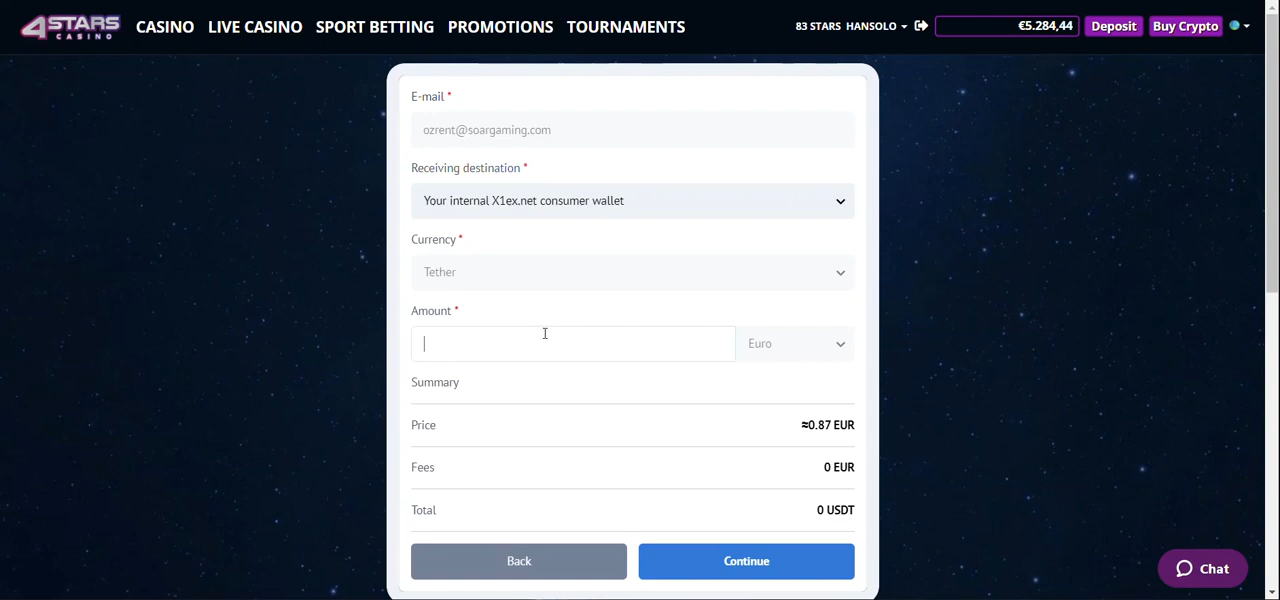 4STARS CASINO
CASINO LIVE CASINO SPORT BETTING PROMOTIONS TOURNAMENTS 83 STARS HANSOLO €5.284,44 Deposit Buy Crypto
E-mail *
ozrent@soargaming.com
Receiving destination *
Your internal X1ex.net consumer wallet
Currency *
Tether
Amount *
Euro
Summary
Price ≈0.87 EUR
Fees 0 EUR
Total 0 USDT
Back Continue
Chat